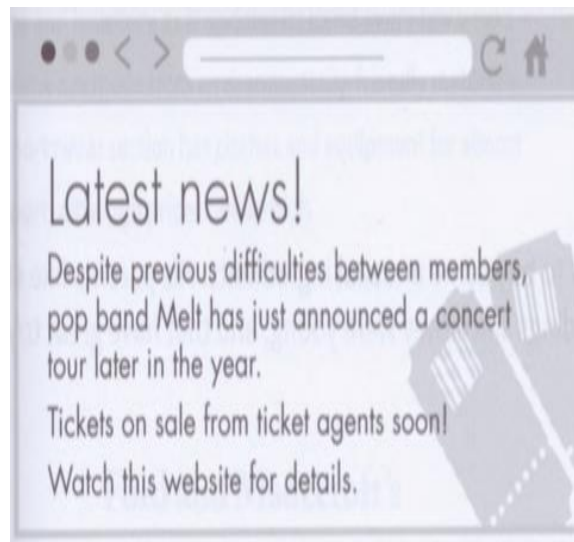 Latest news!
Despite previous difficulties between members,
pop band Melt has just announced a concert
tour later in the year.
Tickets on sale from ticket agents soon!
Watch this website for details.